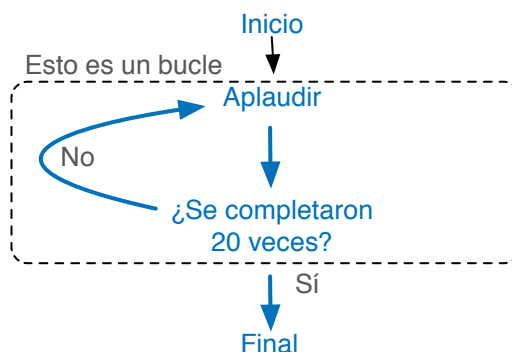 Inicio
Esto es un bucle
Aplaudir
No
¿Se completaron
20 veces?
Sí
Final